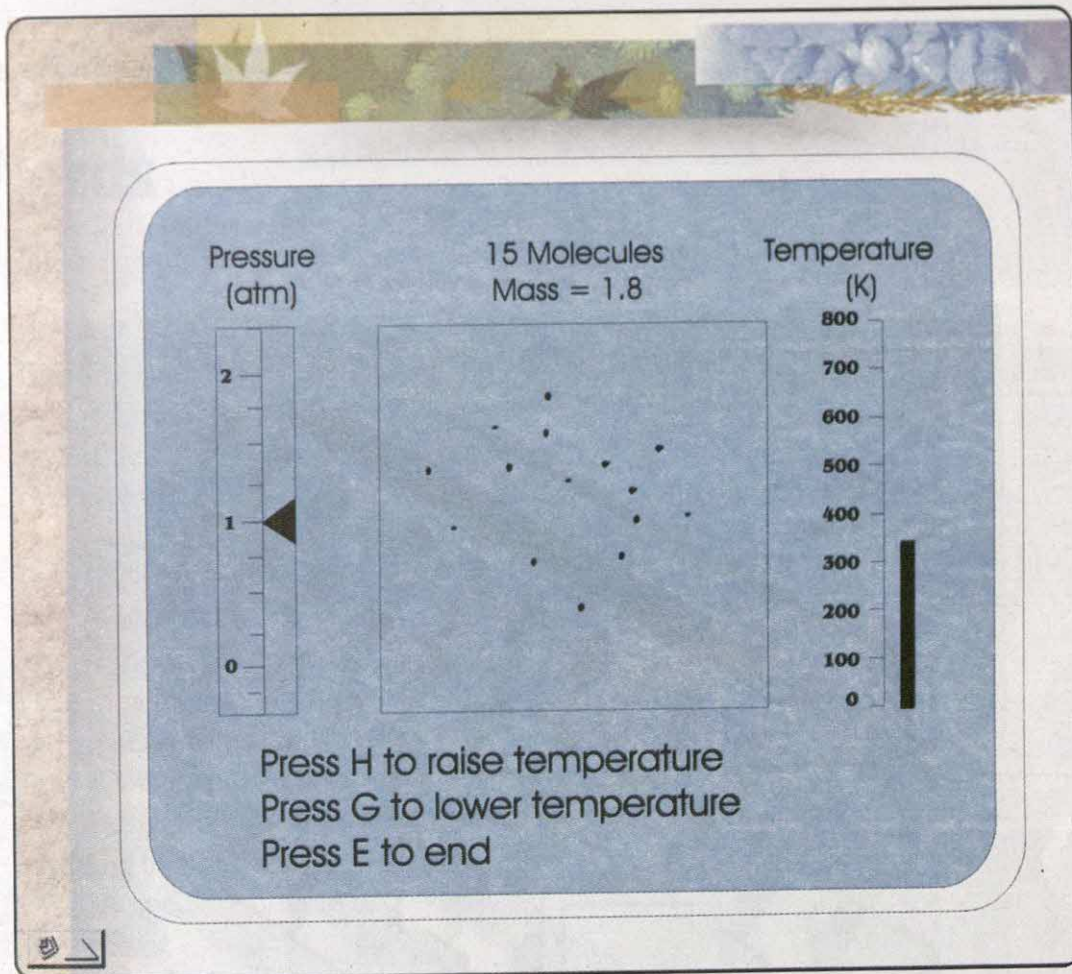 Pressure
(atm)
15 Molecules
Mass = 1.8
Temperature
(K)
2
1
0
800
700
600
500
400
300
200
100
0
Press H to raise temperature
Press G to lower temperature
Press E to end